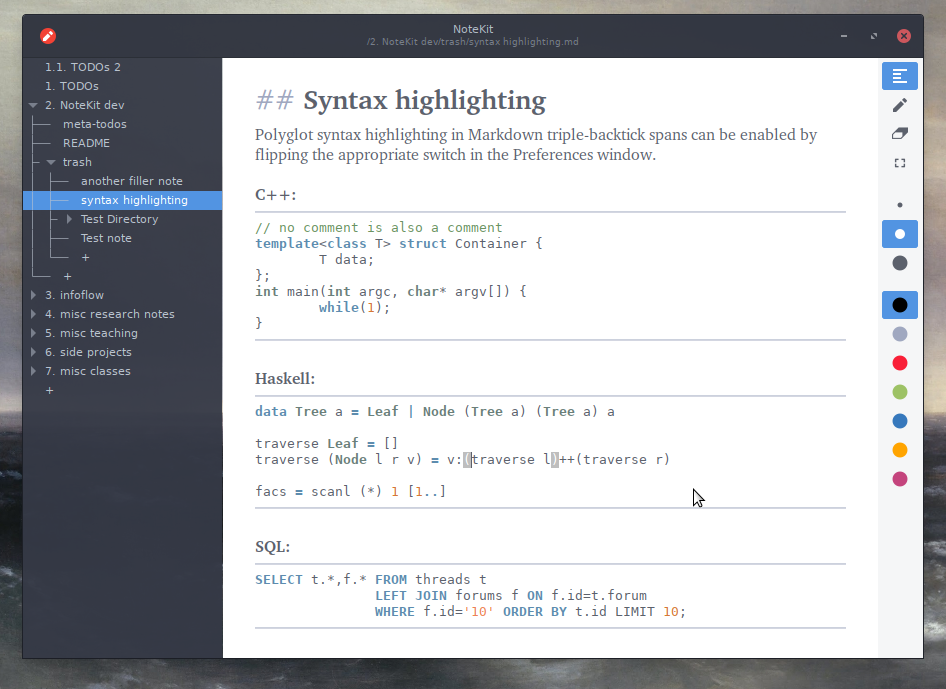 NoteKit
/2. NoteKit dev/trash/syntax highlighting.md
1.1. TODOs 2
1. TODOs
2. NoteKit dev
meta-todos
README
trash
another filler note
syntax highlighting
Test Directory
Test note
+
+
3. infoflow
4. misc research notes
5. misc teaching
6. side projects
7. misc classes
+
## Syntax highlighting
Polyglot syntax highlighting in Markdown triple-backtick spans can be enabled by
flipping the appropriate switch in the Preferences window.
C++:
// no comment is also a comment
template<class T> struct Container {
        T data;
};
int main(int argc, char* argv[]) {
        while(1);
}
Haskell:
data Tree a = Leaf | Node (Tree a) (Tree a) a
traverse Leaf = []
traverse (Node l r v) = v:(traverse l)++(traverse r)
facs = scanl (*) 1 [1..]
SQL:
SELECT t.*,f.* FROM threads t
               LEFT JOIN forums f ON f.id=t.forum
               WHERE f.id='10' ORDER BY t.id LIMIT 10;